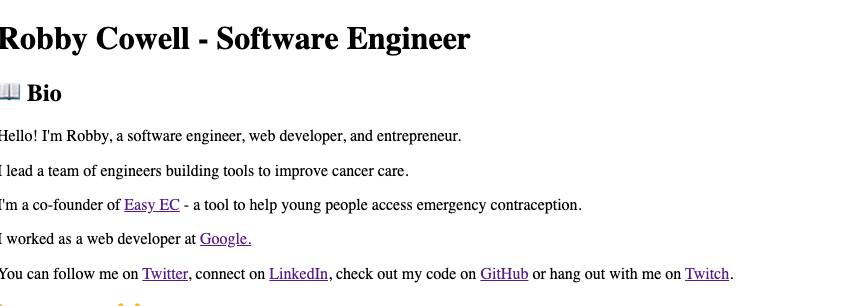 Robby Cowell - Software Engineer
📖 Bio
Hello! I'm Robby, a software engineer, web developer, and entrepreneur.
I lead a team of engineers building tools to improve cancer care.
I'm a co-founder of Easy EC - a tool to help young people access emergency contraception.
I worked as a web developer at Google.
You can follow me on Twitter, connect on LinkedIn, check out my code on GitHub or hang out with me on Twitch.